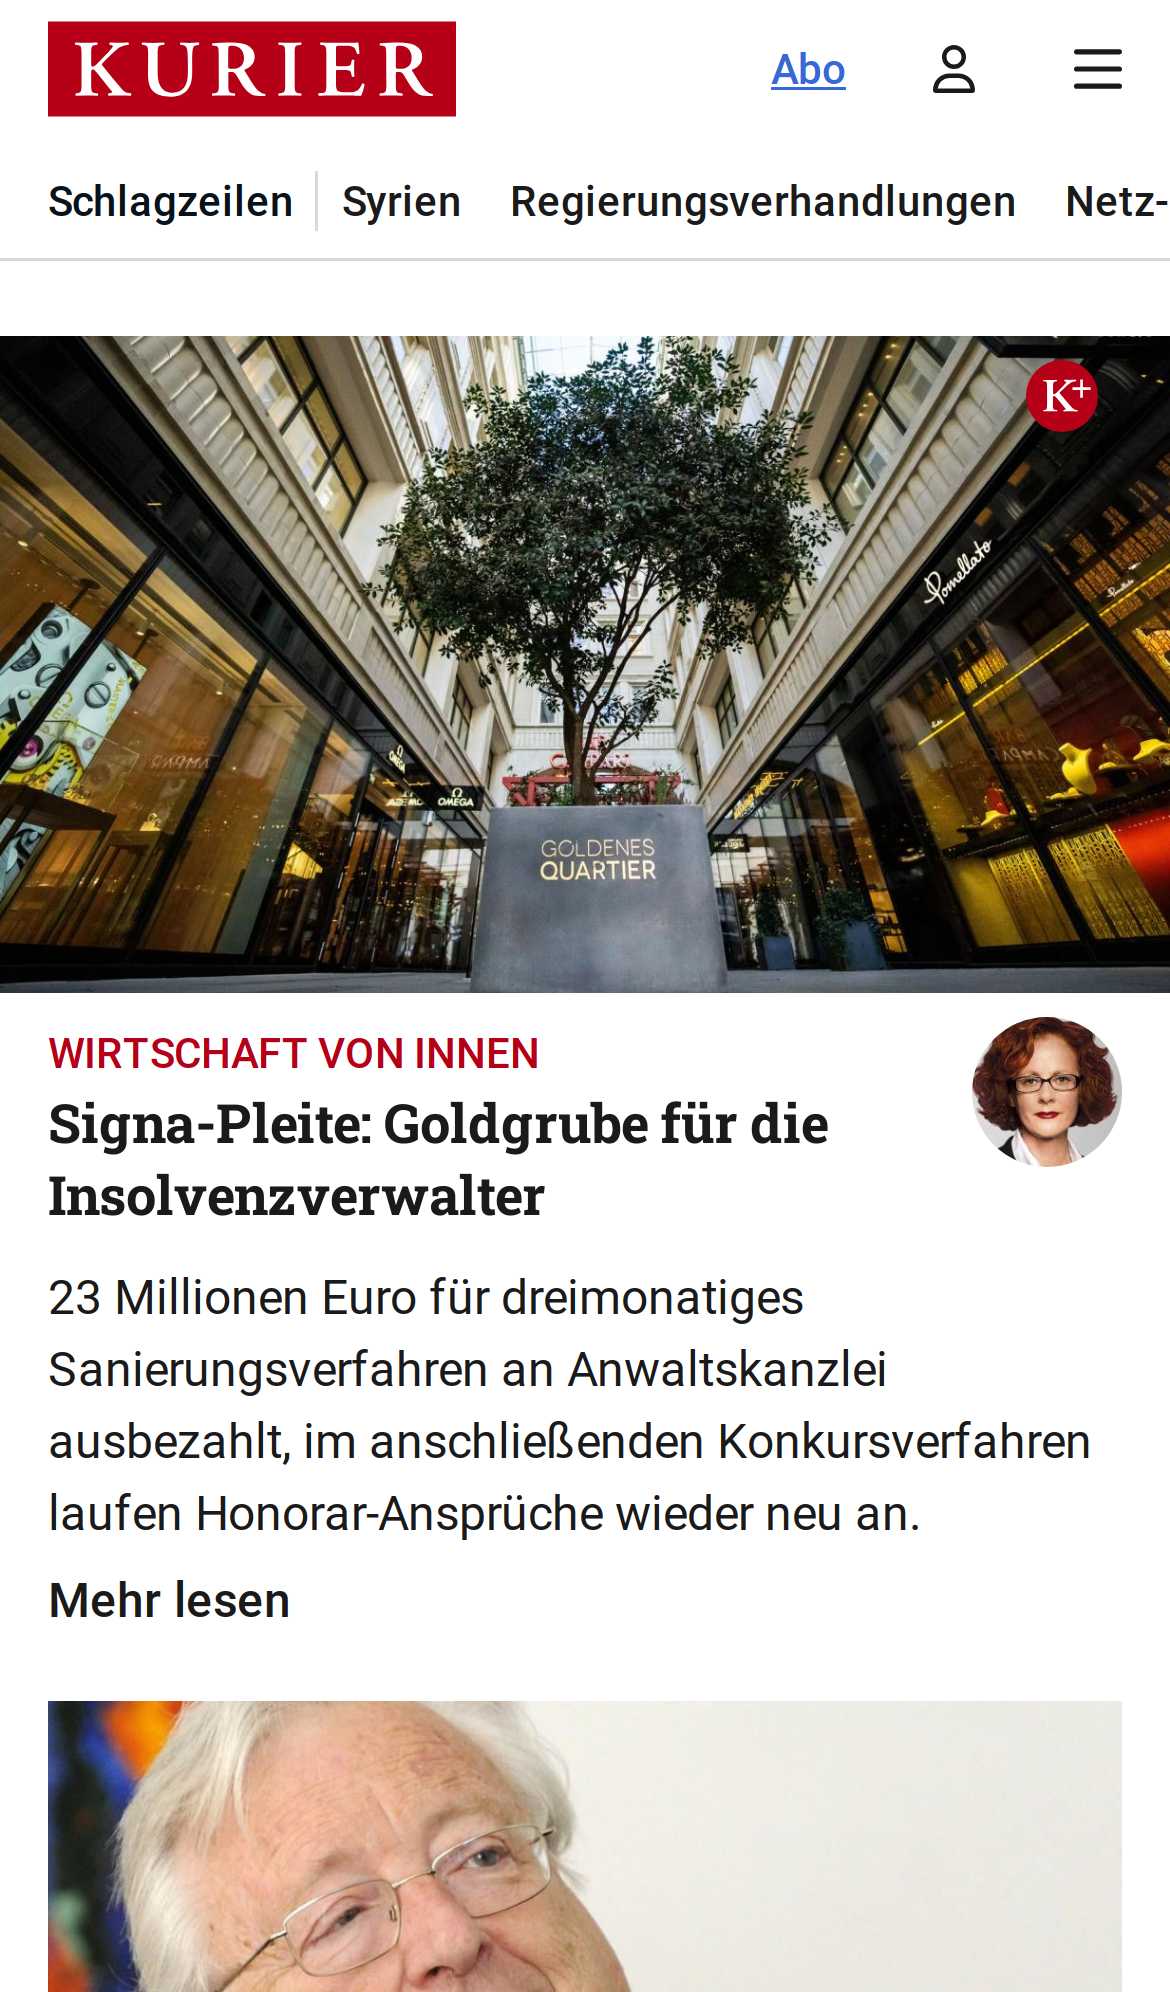 KURIER
Abo
Schlagzeilen
Syrien
Regierungsverhandlungen
Netz-
K+
Pomellato
OMEGA
GOLDENES
QUARTIER
WIRTSCHAFT VON INNEN
Signa-Pleite: Goldgrube für die
Insolvenzverwalter
23 Millionen Euro für dreimonatiges
Sanierungsverfahren an Anwaltskanzlei
ausbezahlt, im anschließenden Konkursverfahren
laufen Honorar-Ansprüche wieder neu an.
Mehr lesen